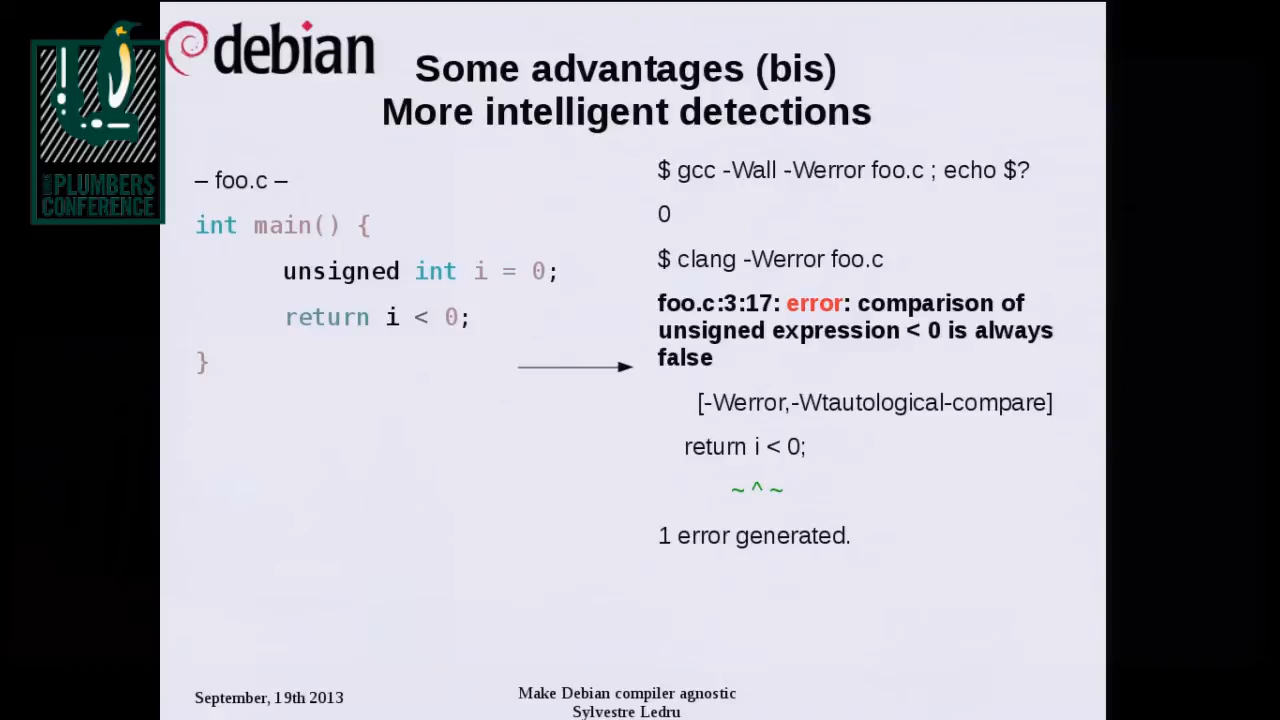 debian
LINUX
PLUMBERS
CONFERENCE
Some advantages (bis)
More intelligent detections
– foo.c –
int main() {
unsigned int i = 0;
return i < 0;
}
$ gcc -Wall -Werror foo.c ; echo $?
0
$ clang -Werror foo.c
foo.c:3:17: error: comparison of
unsigned expression < 0 is always
false
[-Werror,-Wtautological-compare]
return i < 0;
~ ^ ~
1 error generated.
September, 19th 2013
Make Debian compiler agnostic
Sylvestre Ledru